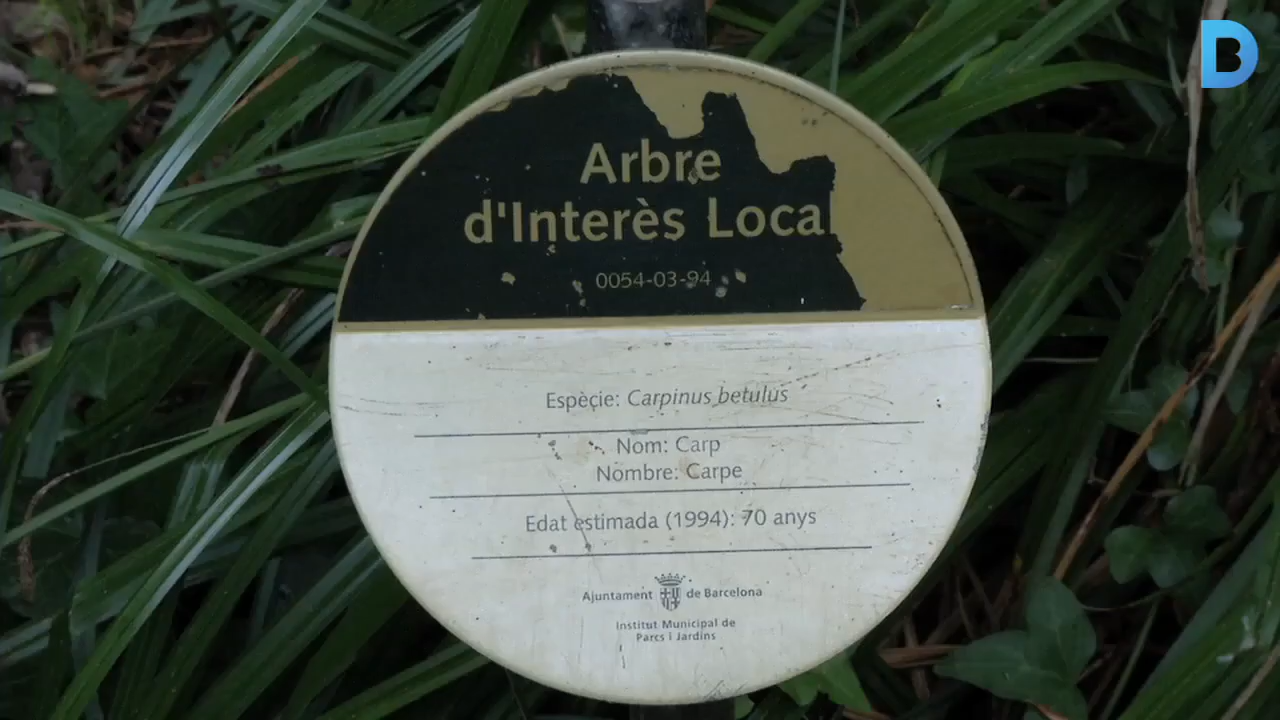 Arbre
d'Interès Local
0054-03-94
Espècie: Carpinus betulus
Nom: Carp
Nombre: Carpe
Edat estimada (1994): 70 anys
Ajuntament de Barcelona
Institut Municipal de
Parcs i Jardins
B